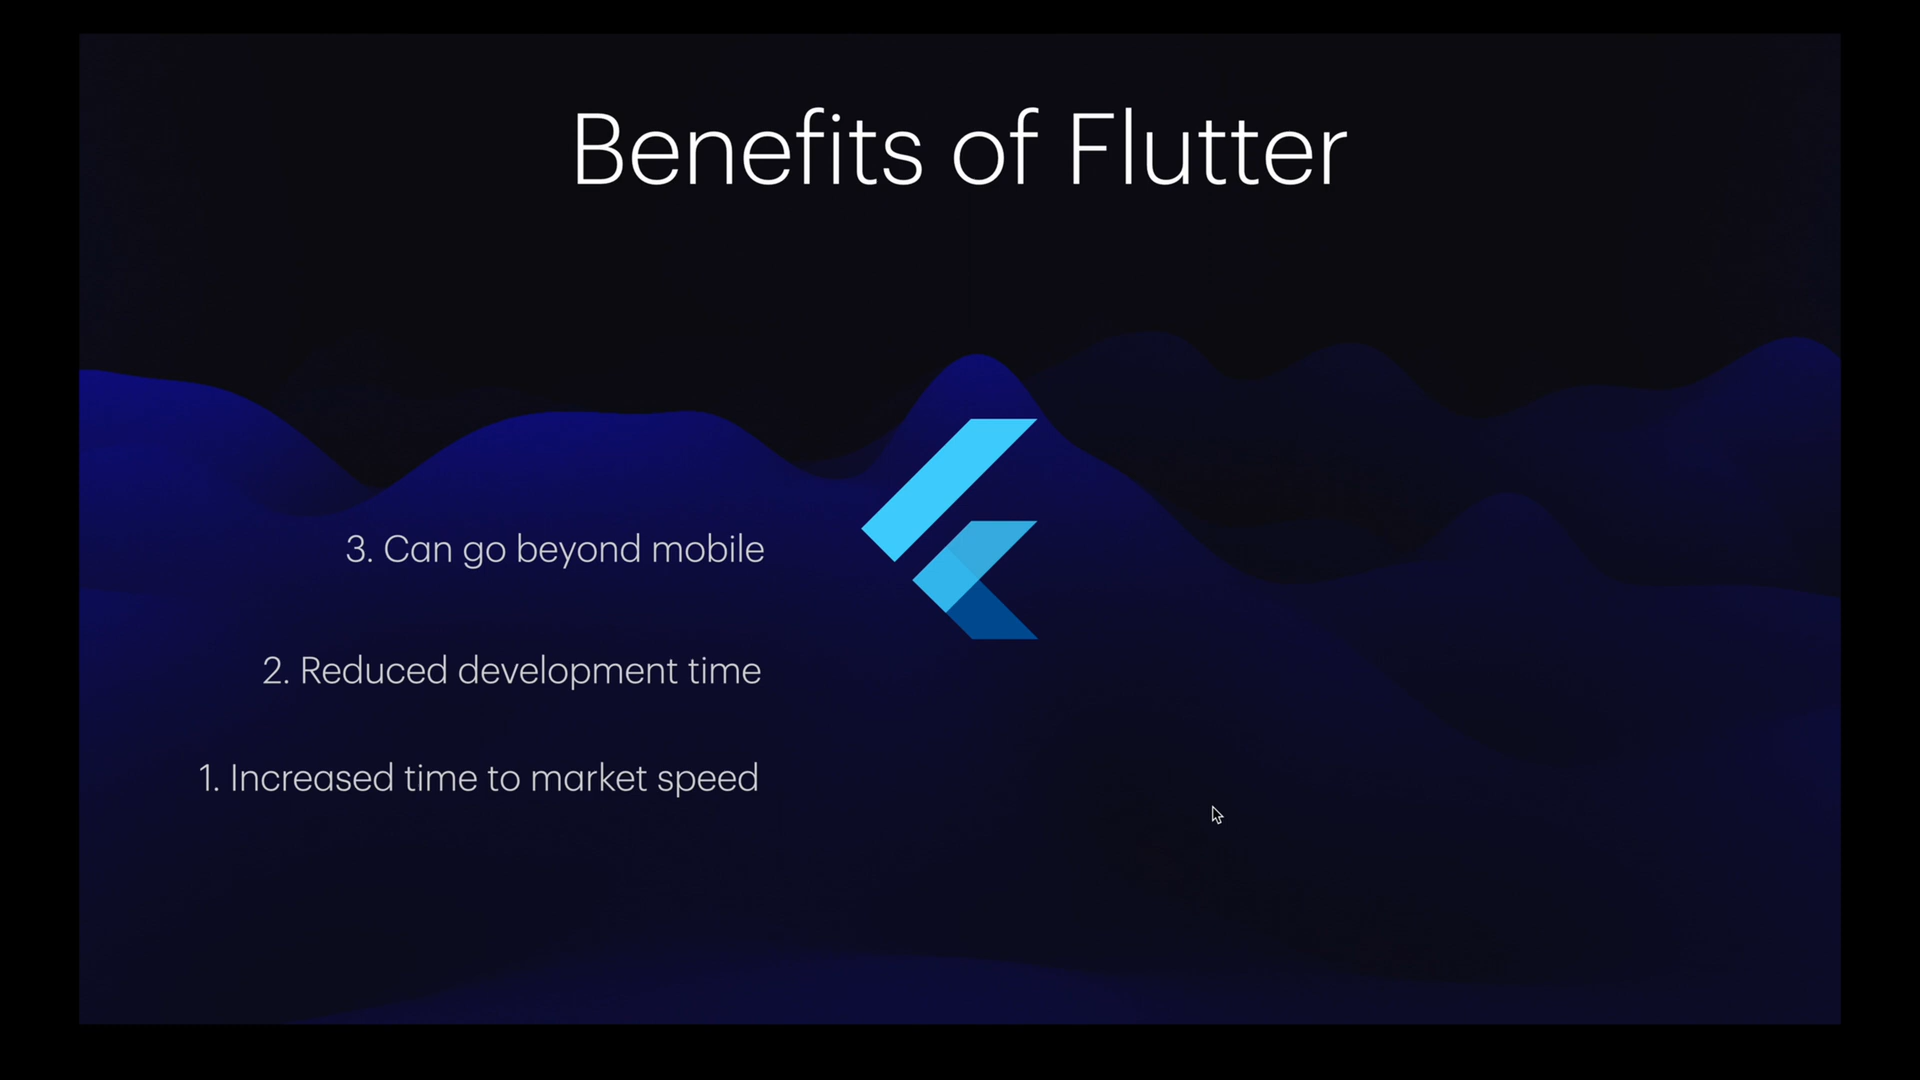 Benefits of Flutter
3. Can go beyond mobile
2. Reduced development time
1. Increased time to market speed